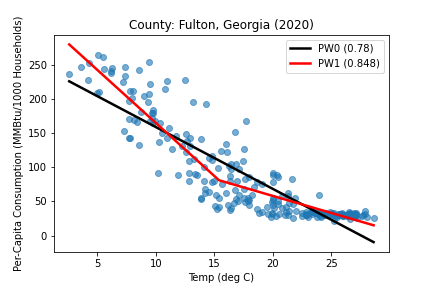 County: Fulton, Georgia (2020)
PW0 (0.78)
PW1 (0.848)
Per-Capita Consumption (MMBtu/1000 Households)
250
200
150
100
50
0
5 10 15 20 25
Temp (deg C)